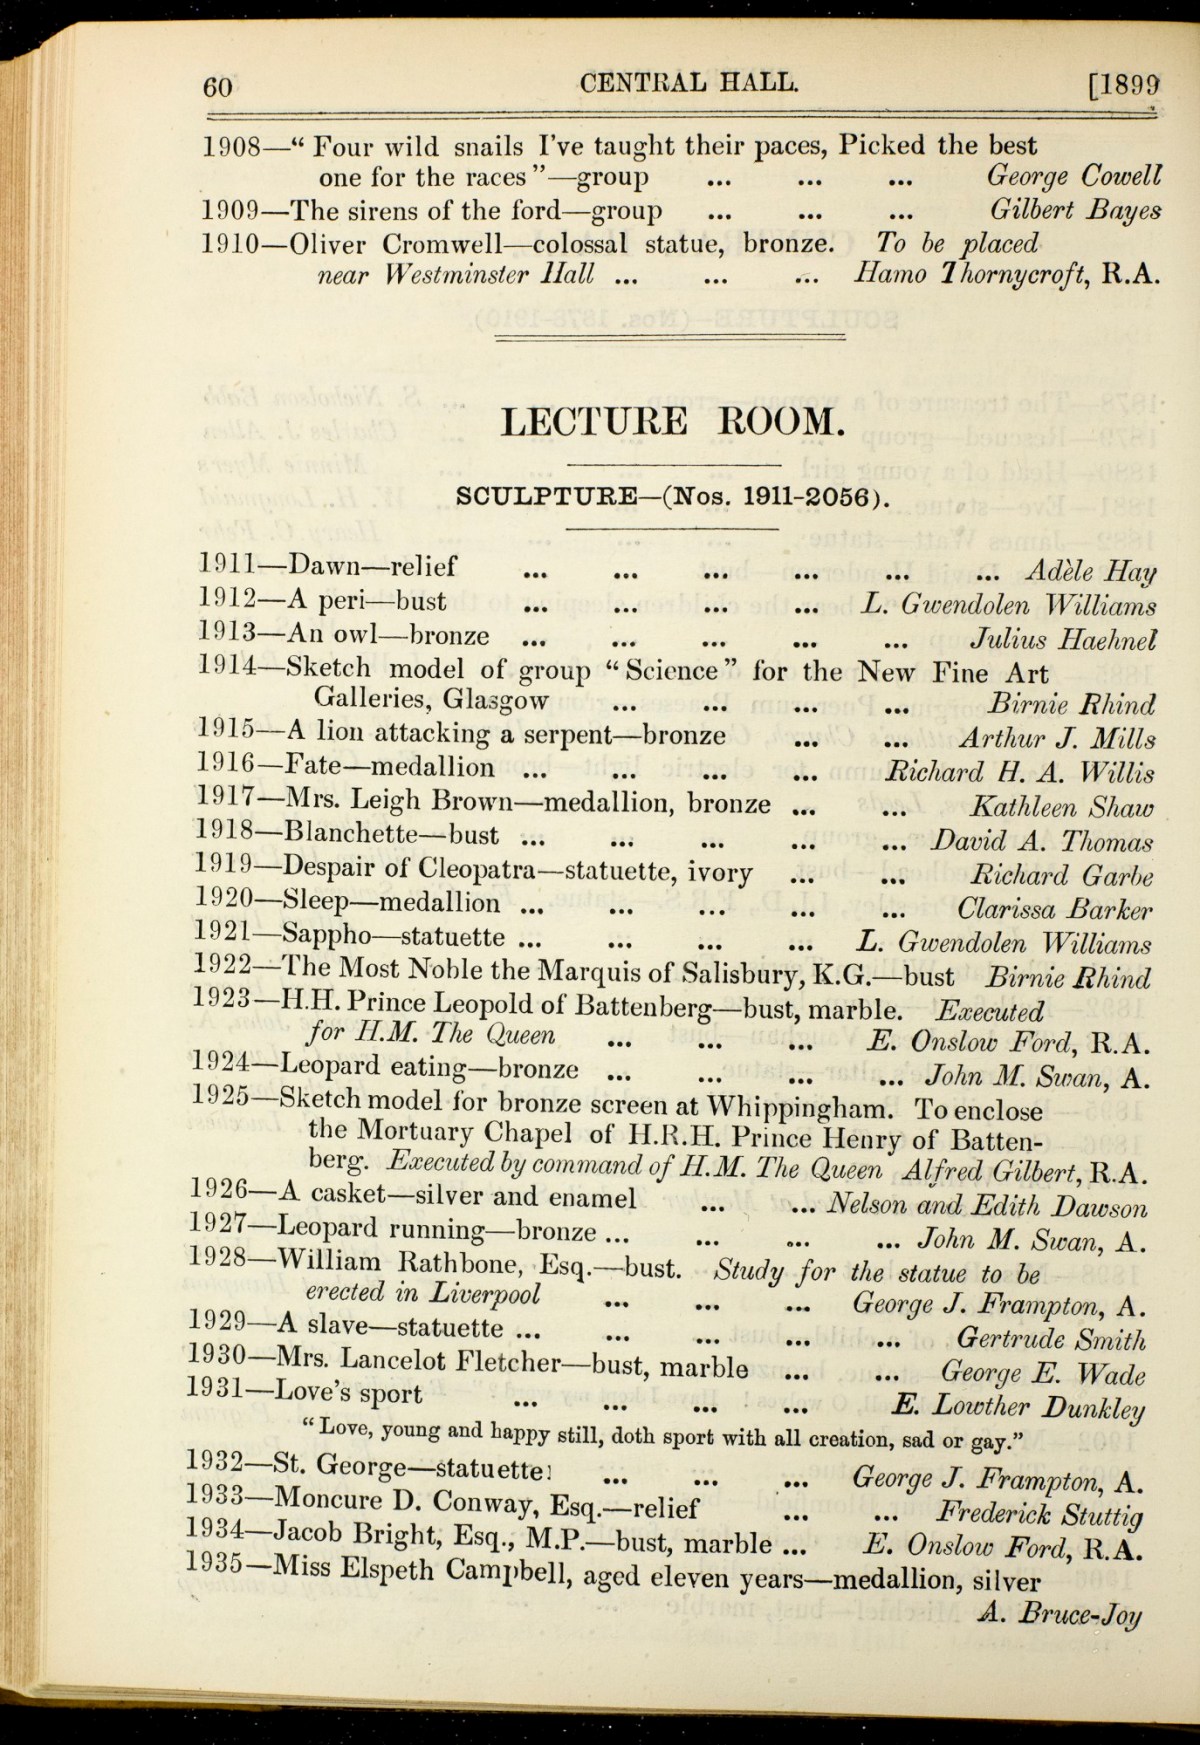 60 CENTRAL HALL. [1899
1908—“Four wild snails I've taught their paces, Picked the best
one for the races”—group ... ... ... George Cowell
1909—The sirens of the ford—group ... ... ... Gilbert Bayes
1910—Oliver Cromwell—colossal statue, bronze. To be placed
near Westminster Hall ... ... ... Hamo Thornycroft, R.A.
LECTURE ROOM.
SCULPTURE—(Nos. 1911-2056).
1911—Dawn—relief ... ... ... ... ... ... Adèle Hay
1912—A peri—bust ... ... ... ... L. Gwendolen Williams
1913—An owl—bronze ... ... ... ... ... Julius Haehnel
1914—Sketch model of group “Science” for the New Fine Art
Galleries, Glasgow ... ... ... ... Birnie Rhind
1915—A lion attacking a serpent—bronze ... ... Arthur J. Mills
1916—Fate—medallion ... ... ... ... Richard H. A. Willis
1917—Mrs. Leigh Brown—medallion, bronze ... ... Kathleen Shaw
1918—Blanchette—bust ... ... ... ... ... David A. Thomas
1919—Despair of Cleopatra—statuette, ivory ... ... Richard Garbe
1920—Sleep—medallion ... ... ... ... ... Clarissa Barker
1921—Sappho—statuette ... ... ... ... L. Gwendolen Williams
1922—The Most Noble the Marquis of Salisbury, K.G.—bust Birnie Rhind
1923—H.H. Prince Leopold of Battenberg—bust, marble. Executed
for H.M. The Queen ... ... ... E. Onslow Ford, R.A.
1924—Leopard eating—bronze ... ... ... ... John M. Swan, A.
1925—Sketch model for bronze screen at Whippingham. To enclose
the Mortuary Chapel of H.R.H. Prince Henry of Batten-
berg. Executed by command of H.M. The Queen Alfred Gilbert, R.A.
1926—A casket—silver and enamel ... ... Nelson and Edith Dawson
1927—Leopard running—bronze ... ... ... ... John M. Swan, A.
1928—William Rathbone, Esq.—bust. Study for the statue to be
erected in Liverpool ... ... ... George J. Frampton, A.
1929—A slave—statuette ... ... ... ... ... Gertrude Smith
1930—Mrs. Lancelot Fletcher—bust, marble ... ... George E. Wade
1931—Love's sport ... ... ... ... E. Lowther Dunkley
“Love, young and happy still, doth sport with all creation, sad or gay.”
1932—St. George—statuette ... ... ... George J. Frampton, A.
1933—Moncure D. Conway, Esq.—relief ... ... Frederick Stuttig
1934—Jacob Bright, Esq., M.P.—bust, marble ... E. Onslow Ford, R.A.
1935—Miss Elspeth Campbell, aged eleven years—medallion, silver
A. Bruce-Joy